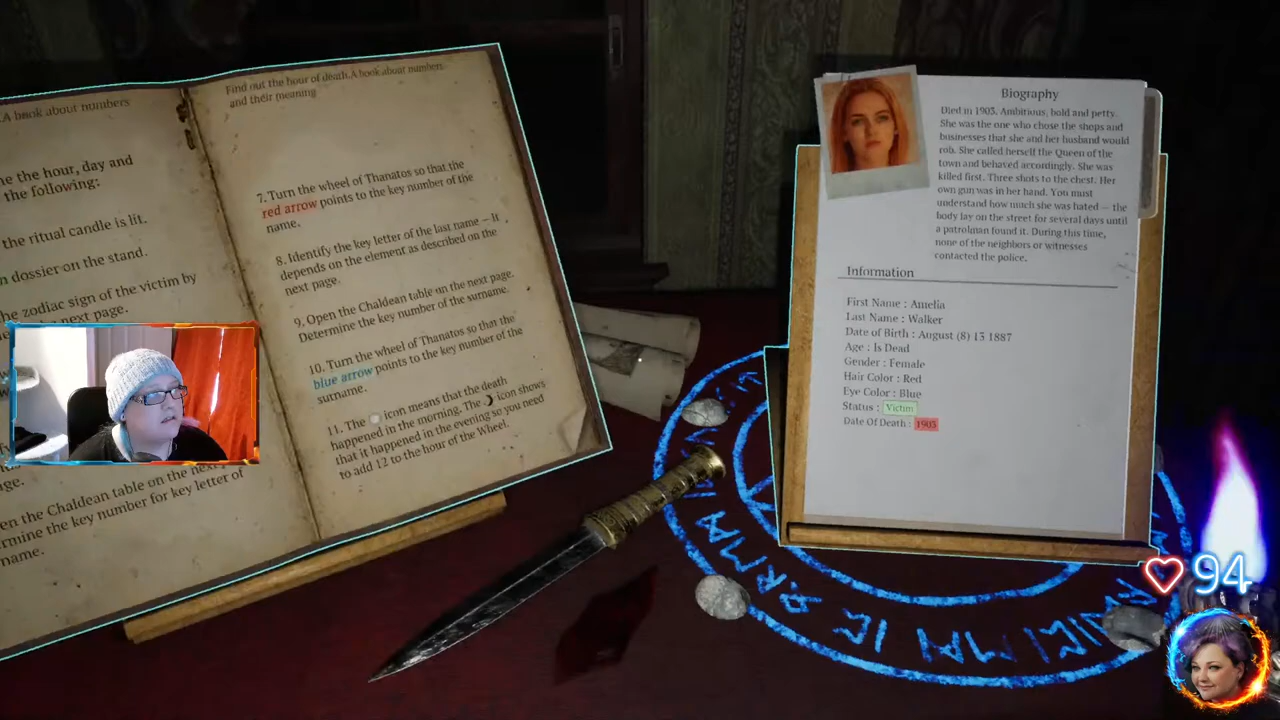 . A book about numbers
ne the hour, day and
the following:
the ritual candle is lit.
n dossier on the stand.
he zodiac sign of the victim by
next page.
age.
en the Chaldean table on the next
rmine the key number for key letter of
name.
Find out the hour of death. A book about numbers
and their meaning
7. Turn the wheel of Thanatos so that the
red arrow points to the key number of the
name.
8. Identify the key letter of the last name – it
depends on the element as described on the
next page.
9. Open the Chaldean table on the next page.
Determine the key number of the surname.
10. Turn the wheel of Thanatos so that the
blue arrow points to the key number of the
surname.
11. The icon means that the death
happened in the morning. The icon shows
that it happened in the evening so you need
to add 12 to the hour of the Wheel.
Biography
Died in 1903. Ambitious, bold and petty.
She was the one who chose the shops and
businesses that she and her husband would
rob. She called herself the Queen of the
town and behaved accordingly. She was
killed first. Three shots to the chest. Her
own gun was in her hand. You must
understand how much she was hated — the
body lay on the street for several days until
a patrolman found it. During this time,
none of the neighbors or witnesses
contacted the police.
Information
First Name : Amelia
Last Name : Walker
Date of Birth : August (8) 13 1887
Age : Is Dead
Gender : Female
Hair Color : Red
Eye Color : Blue
Status : Victim
Date Of Death : 1903
94